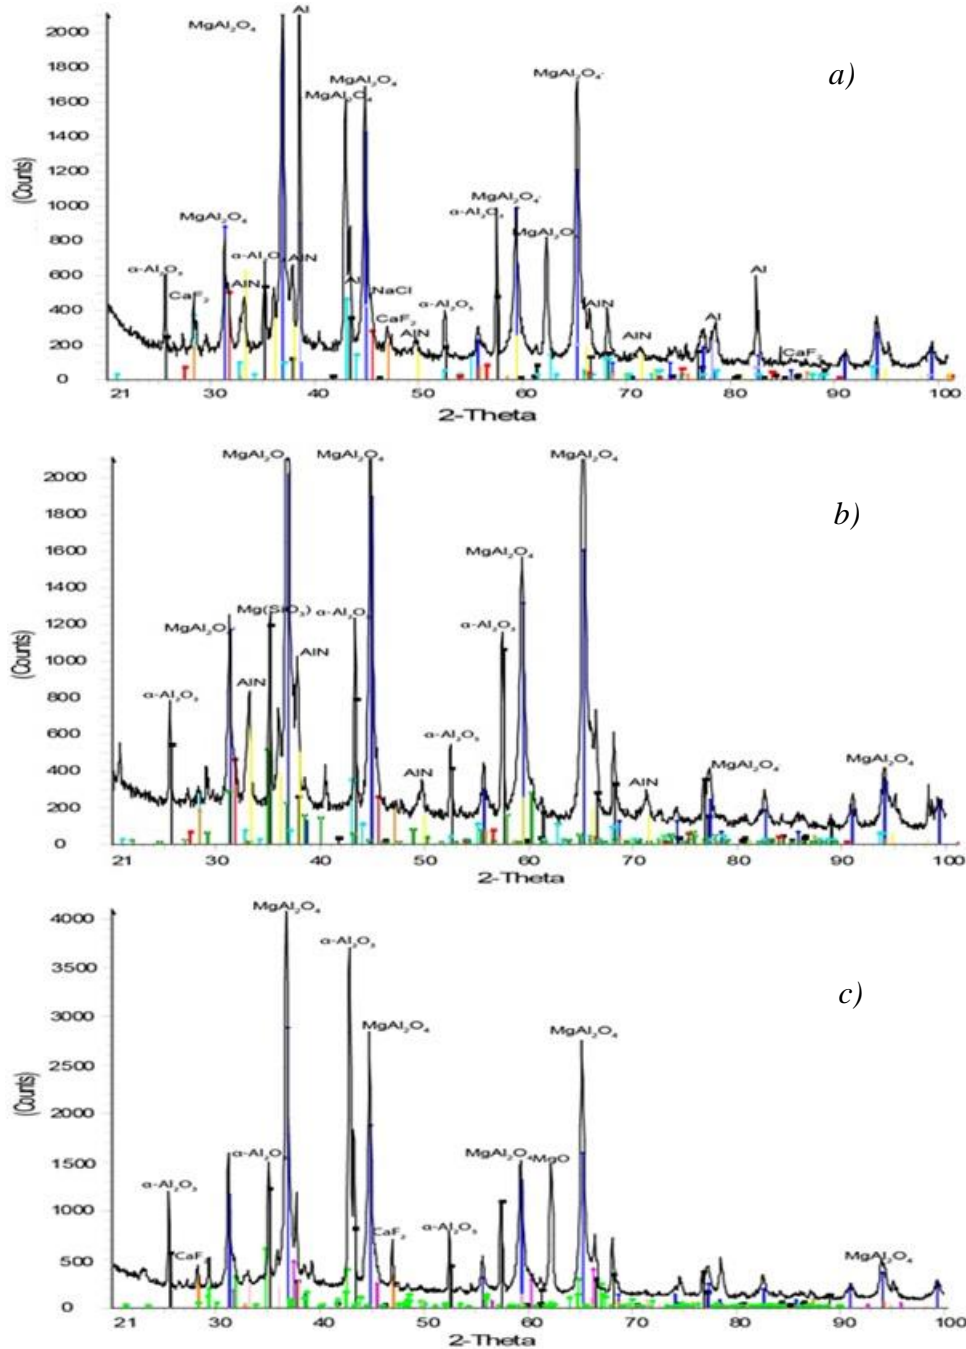 a)
(Counts)
2000
1800
1600
1400
1200
1000
800
600
400
200
0
MgAl₂O₄
Al
MgAl₂O₄
MgAl₂O₄
MgAl₂O₄
MgAl₂O₄
α-Al₂O₃
MgAl₂O
MgAl₂O₄
α-Al₂O
AlN
α-Al₂O₃
CaF₂
AlN
Al
NaCl
CaF₂
AlN
α-Al₂O₃
AlN
AlN
Al
Al
CaF₂
21 30 40 50 60 70 80 90 100
2-Theta
b)
(Counts)
2000
1800
1600
1400
1200
1000
800
600
400
200
0
MgAl₂O
MgAl₂O₄
MgAl₂O₄
MgAl₂O₄
MgAl₂O
Mg(SiO₃)
α-Al₂O
α-Al₂O₃
α-Al₂O₃
AlN
AlN
AlN
α-Al₂O₃
AlN
MgAl₂O₄
MgAl₂O₄
21 30 40 50 60 70 80 90 100
2-Theta
c)
(Counts)
4000
3500
3000
2500
2000
1500
1000
500
0
MgAl₂O₄
α-Al₂O₃
MgAl₂O₄
MgAl₂O₄
α-Al₂O
MgAl₂O₄
MgO
α-Al₂O₃
CaF
CaF₂
α-Al₂O₃
MgAl₂O₄
21 30 40 50 60 70 80 90 100
2-Theta